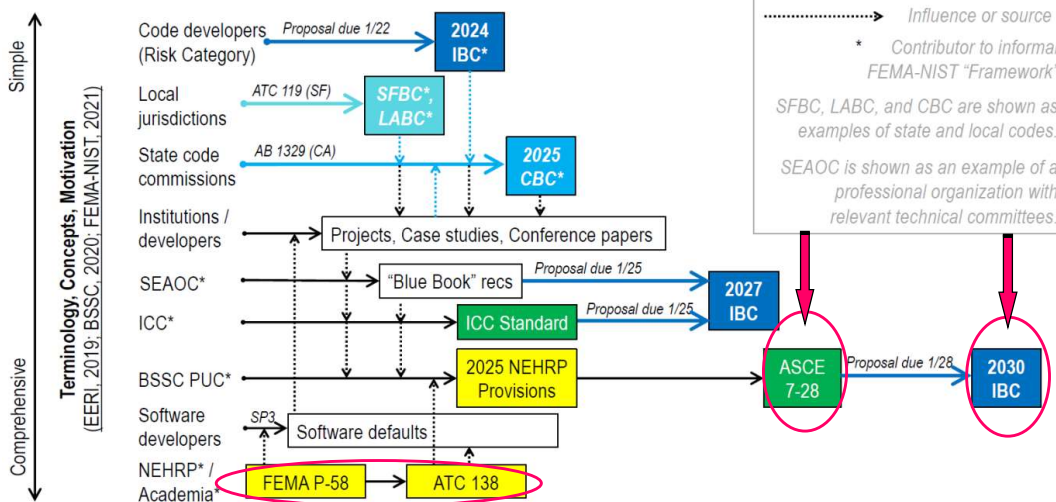 Influence or source
* Contributor to informal
FEMA-NIST "Framework"
SFBC, LABC, and CBC are shown as
examples of state and local codes.
SEAOC is shown as an example of a
professional organization with
relevant technical committees.
Simple
Comprehensive
Terminology, Concepts, Motivation
(EERI, 2019; BSSC, 2020; FEMA-NIST, 2021)
Code developers
(Risk Category)
Proposal due 1/22
2024
IBC*
Local
jurisdictions
ATC 119 (SF)
SFBC*,
LABC*
State code
commissions
AB 1329 (CA)
2025
CBC*
Institutions /
developers
Projects, Case studies, Conference papers
SEAOC*
"Blue Book" recs
Proposal due 1/25
2027
IBC
ICC*
ICC Standard
Proposal due 1/25
BSSC PUC*
2025 NEHRP
Provisions
ASCE
7-28
Proposal due 1/28
2030
IBC
Software
developers
SP3
Software defaults
NEHRP* /
Academia*
FEMA P-58
ATC 138